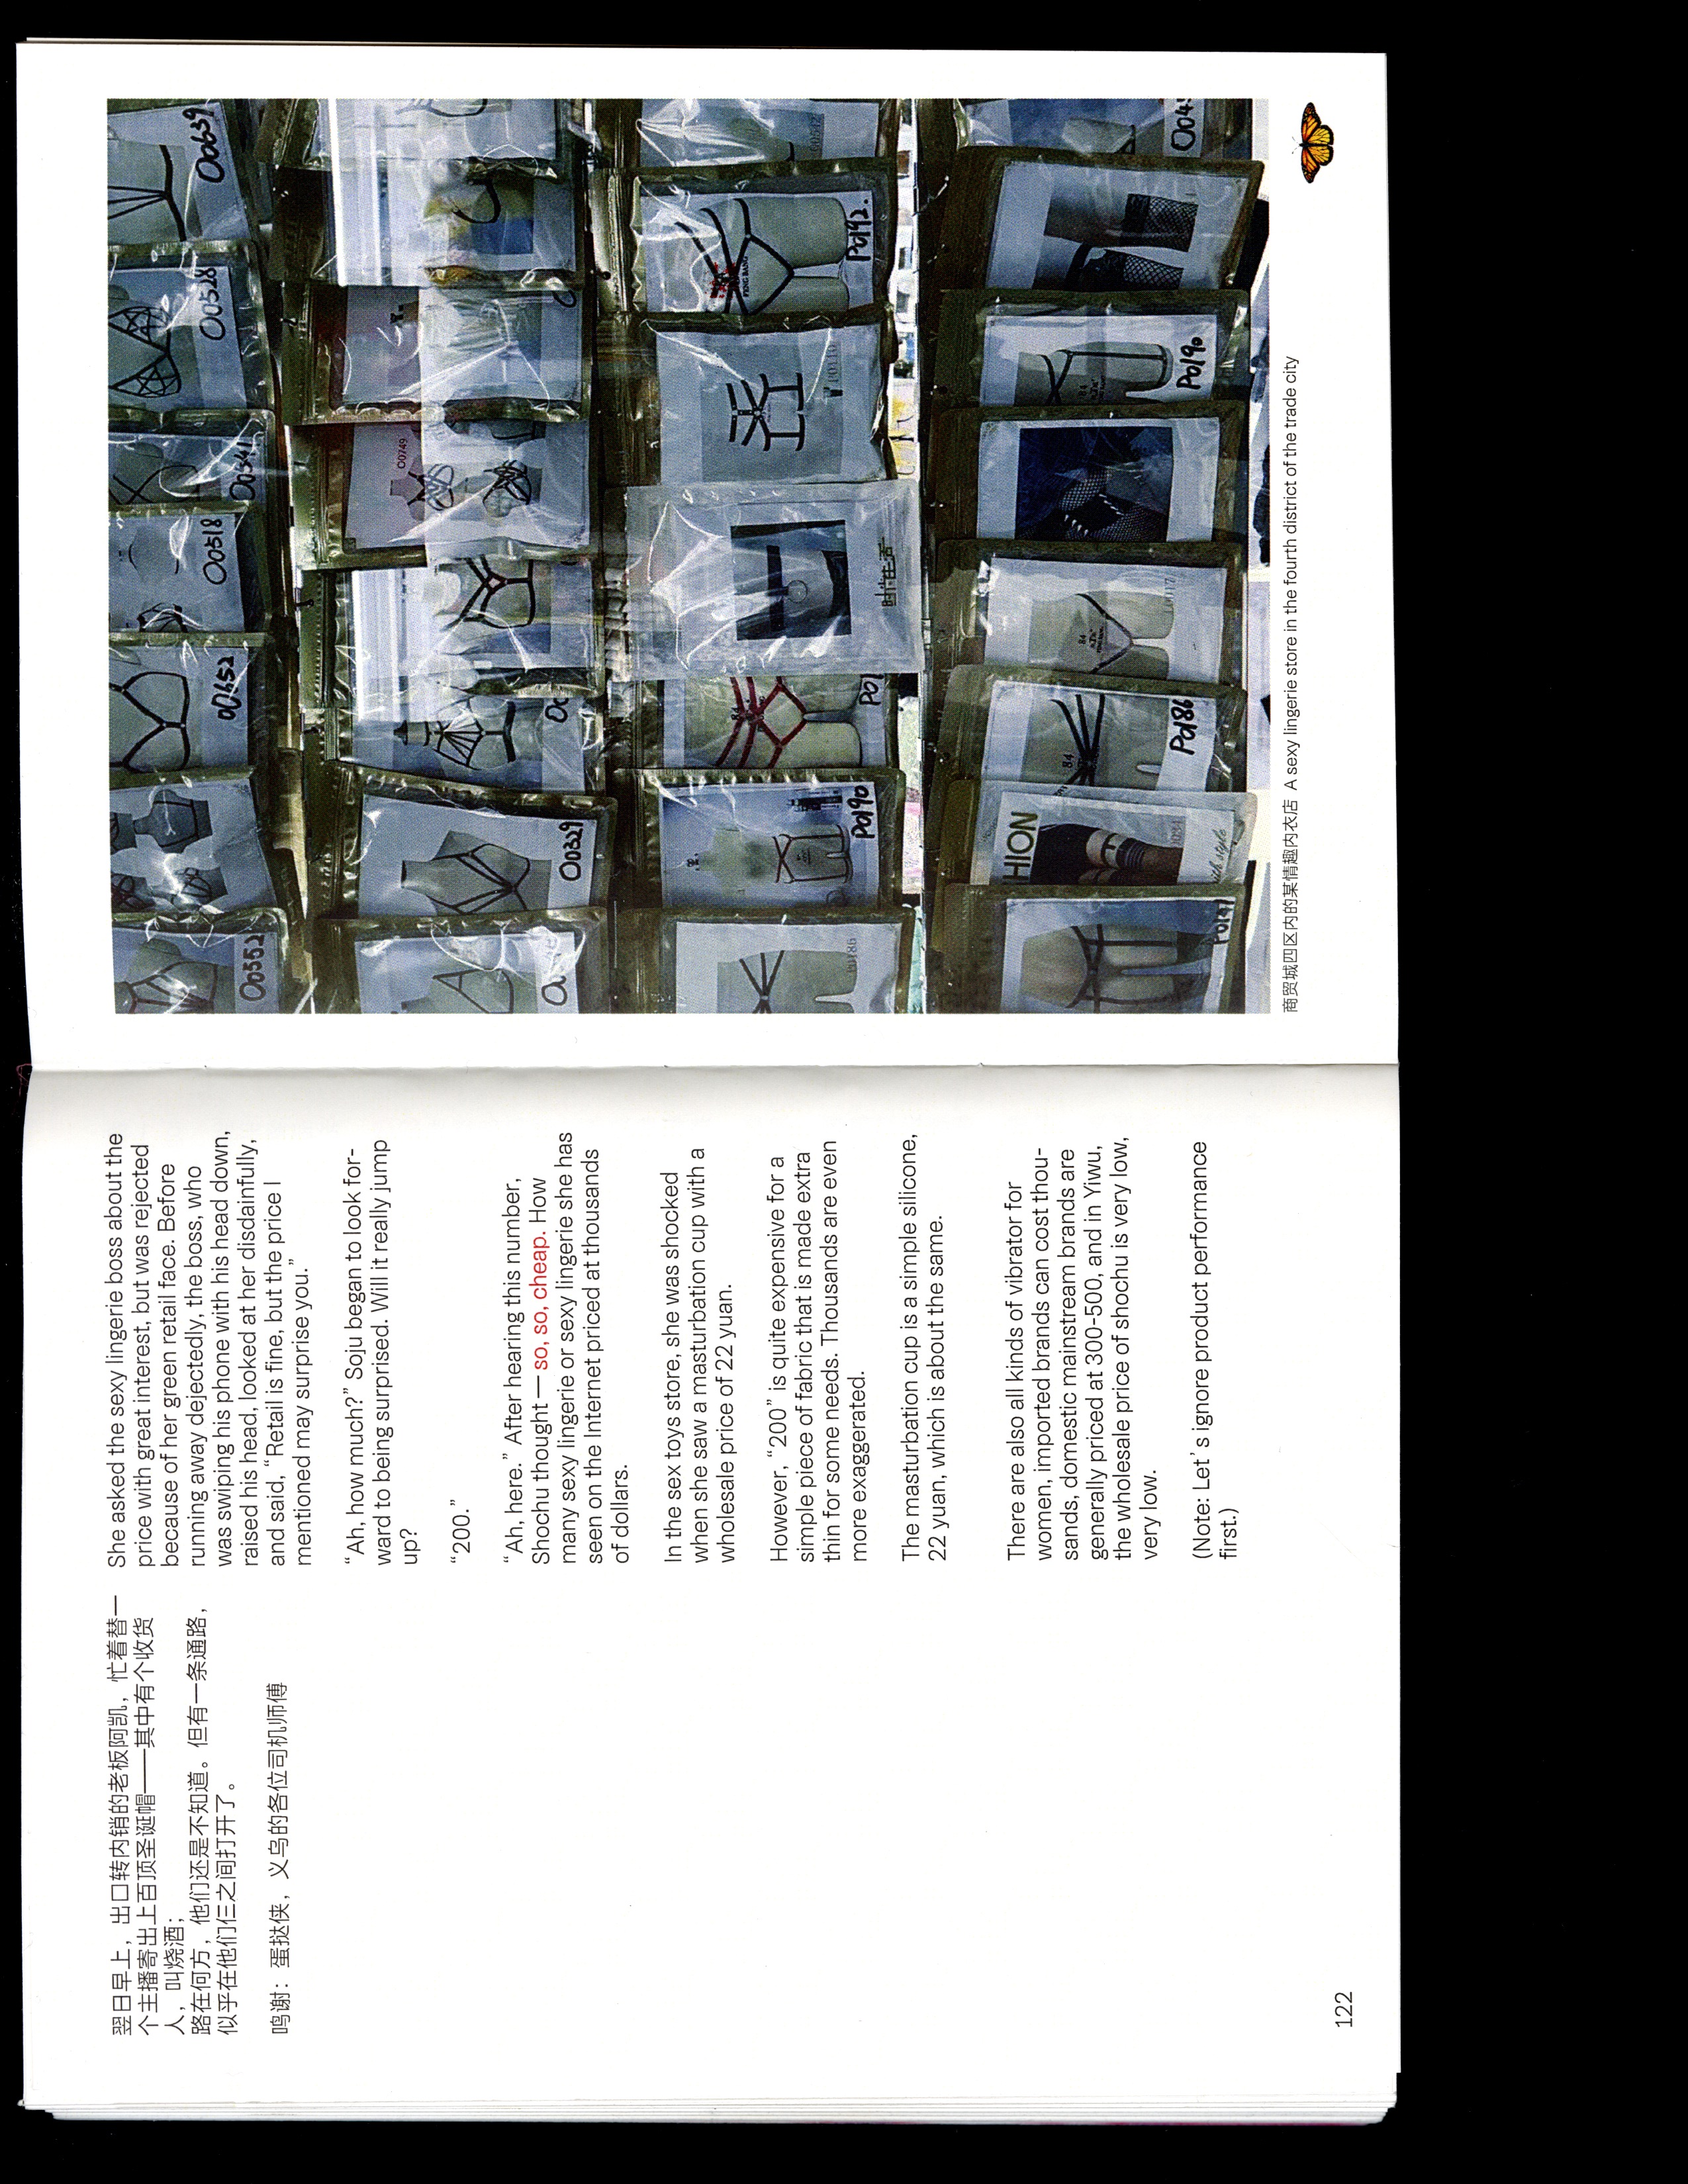 翌日早上，出口转内销的老板阿凯，忙着替一
个主播寄出上百顶圣诞帽——其中有个收货
人，叫烧酒；
路在何方，他们还是不知道。但有一条通路，
似乎在他们仨之间打开了。
鸣谢：蛋挞侠，义乌的各位司机师傅
She asked the sexy lingerie boss about the
price with great interest, but was rejected
because of her green retail face. Before
running away dejectedly, the boss, who
was swiping his phone with his head down,
raised his head, looked at her disdainfully,
and said, “Retail is fine, but the price I
mentioned may surprise you.”
“Ah, how much?” Soju began to look for-
ward to being surprised. Will it really jump
up?
“200.”
“Ah, here.” After hearing this number,
Shochu thought — so, so, cheap. How
many sexy lingerie or sexy lingerie she has
seen on the Internet priced at thousands
of dollars.
In the sex toys store, she was shocked
when she saw a masturbation cup with a
wholesale price of 22 yuan.
However, “200” is quite expensive for a
simple piece of fabric that is made extra
thin for some needs. Thousands are even
more exaggerated.
The masturbation cup is a simple silicone,
22 yuan, which is about the same.
There are also all kinds of vibrator for
women, imported brands can cost thou-
sands, domestic mainstream brands are
generally priced at 300-500, and in Yiwu,
the wholesale price of shochu is very low,
very low.
(Note: Let's ignore product performance
first.)
122
O0552
O0652
O0518
O0541
O0528
O0639
O0749
O0329
P0186
P0190
84
时尚生活
P0110
FENG BANG
P0192.
O0542
HION
84
P0186
84
L0017
84
P0190
ith style
商贸城四区内的某情趣内衣店 A sexy lingerie store in the fourth district of the trade city